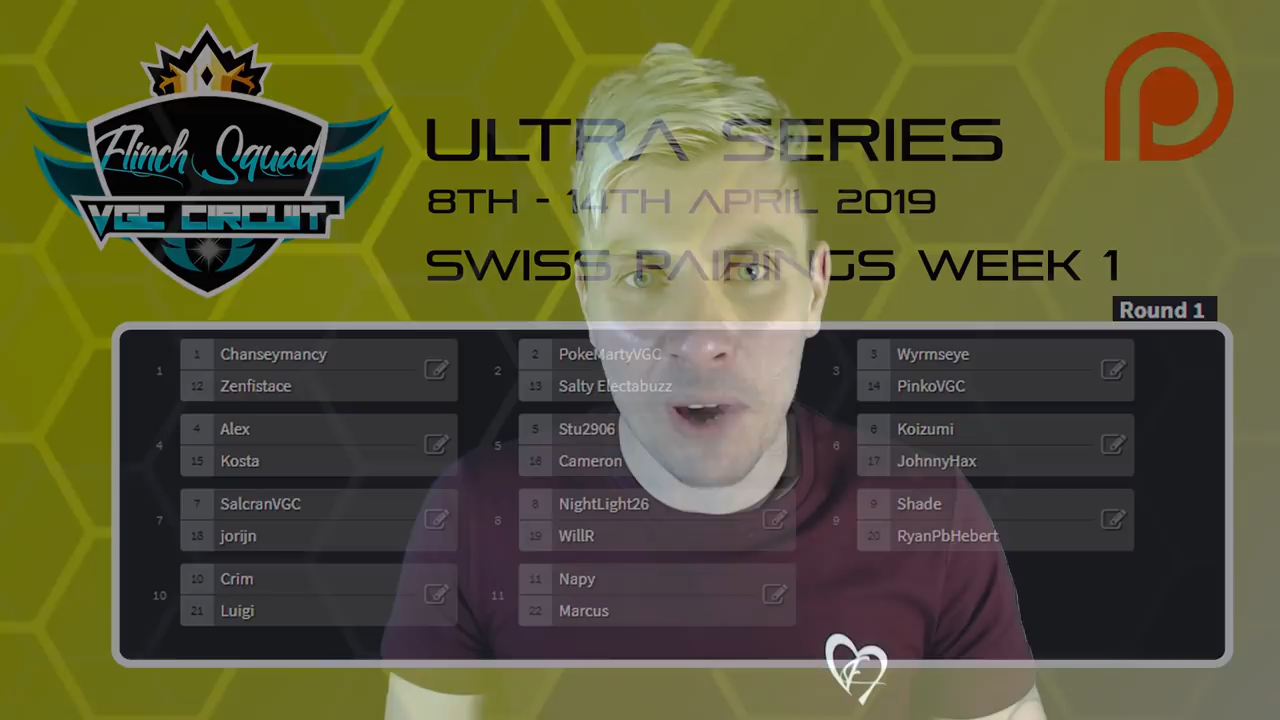 Flinch Squad
VGC CIRCUIT
ULTRA SERIES
8TH - 14TH APRIL 2019
SWISS PAIRINGS WEEK 1
Round 1
1
1 Chanseymancy
12 Zenfistace
2
2 PokeMartyVGC
13 Salty Electabuzz
3
3 Wyrmseye
14 PinkoVGC
4
4 Alex
15 Kosta
5
5 Stu2906
16 Cameron
6
6 Koizumi
17 JohnnyHax
7
7 SalcranVGC
18 jorijn
8
8 NightLight26
19 WillR
9
9 Shade
20 RyanPbHebert
10
10 Crim
21 Luigi
11
11 Napy
22 Marcus